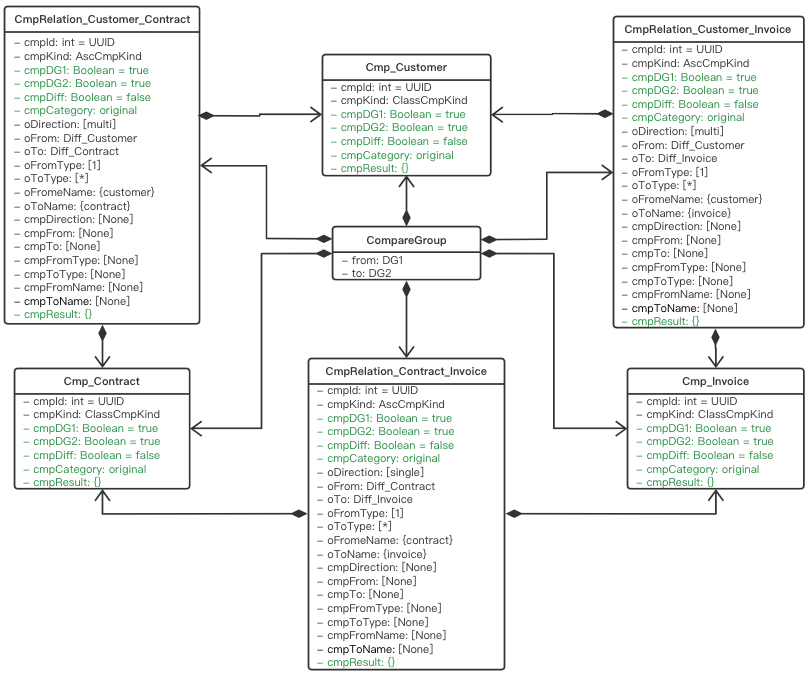 CmpRelation_Customer_Contract
– cmpId: int = UUID
– cmpKind: AscCmpKind
– cmpDG1: Boolean = true
– cmpDG2: Boolean = true
– cmpDiff: Boolean = false
– cmpCategory: original
– oDirection: [multi]
– oFrom: Diff_Customer
– oTo: Diff_Contract
– oFromType: [1]
– oToType: [*]
– oFromeName: {customer}
– oToName: {contract}
– cmpDirection: [None]
– cmpFrom: [None]
– cmpTo: [None]
– cmpFromType: [None]
– cmpToType: [None]
– cmpFromName: [None]
– cmpToName: [None]
– cmpResult: {}
Cmp_Customer
– cmpId: int = UUID
– cmpKind: ClassCmpKind
– cmpDG1: Boolean = true
– cmpDG2: Boolean = true
– cmpDiff: Boolean = false
– cmpCategory: original
– cmpResult: {}
CmpRelation_Customer_Invoice
– cmpId: int = UUID
– cmpKind: AscCmpKind
– cmpDG1: Boolean = true
– cmpDG2: Boolean = true
– cmpDiff: Boolean = false
– cmpCategory: original
– oDirection: [multi]
– oFrom: Diff_Customer
– oTo: Diff_Invoice
– oFromType: [1]
– oToType: [*]
– oFromeName: {customer}
– oToName: {invoice}
– cmpDirection: [None]
– cmpFrom: [None]
– cmpTo: [None]
– cmpFromType: [None]
– cmpToType: [None]
– cmpFromName: [None]
– cmpToName: [None]
– cmpResult: {}
CompareGroup
– from: DG1
– to: DG2
Cmp_Contract
– cmpId: int = UUID
– cmpKind: ClassCmpKind
– cmpDG1: Boolean = true
– cmpDG2: Boolean = true
– cmpDiff: Boolean = false
– cmpCategory: original
– cmpResult: {}
CmpRelation_Contract_Invoice
– cmpId: int = UUID
– cmpKind: AscCmpKind
– cmpDG1: Boolean = true
– cmpDG2: Boolean = true
– cmpDiff: Boolean = false
– cmpCategory: original
– oDirection: [single]
– oFrom: Diff_Contract
– oTo: Diff_Invoice
– oFromType: [1]
– oToType: [*]
– oFromeName: {contract}
– oToName: {invoice}
– cmpDirection: [None]
– cmpFrom: [None]
– cmpTo: [None]
– cmpFromType: [None]
– cmpToType: [None]
– cmpFromName: [None]
– cmpToName: [None]
– cmpResult: {}
Cmp_Invoice
– cmpId: int = UUID
– cmpKind: ClassCmpKind
– cmpDG1: Boolean = true
– cmpDG2: Boolean = true
– cmpDiff: Boolean = false
– cmpCategory: original
– cmpResult: {}